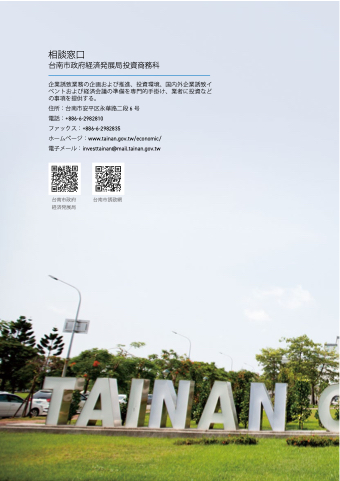 相談窓口
台南市政府経済発展局投資商務科
企業誘致業務の企画および推進、投資環境、国内外企業誘致イ
ベントおよび経済会議の準備を専門的手掛け、業者に投資など
の事項を提供する。
住所：台南市安平区永華路二段 6 号
電話：+886-6-2982810
ファックス：+886-6-2982835
ホームページ：www.tainan.gov.tw/economic/
電子メール：investtainan@mail.tainan.gov.tw
台南市政府
経済発展局
台南市招商網
TAINAN C